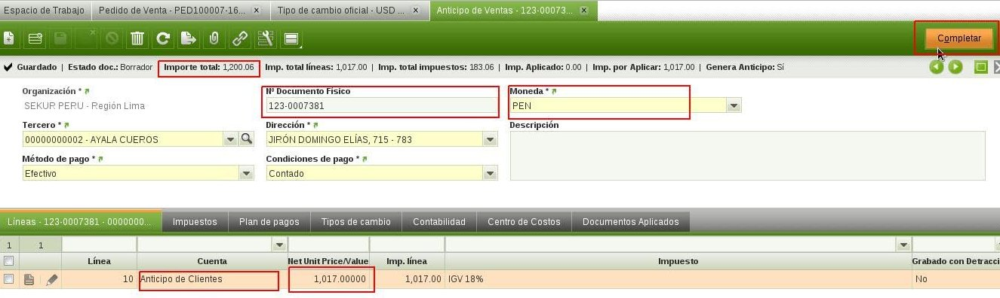 Espacio de Trabajo Pedido de Venta - PED100007-16... x Tipo de cambio oficial - USD ... x Anticipo de Ventas - 123-00073... x
Completar
Guardado | Estado doc.: Borrador Importe total: 1,200.06 Imp. total líneas: 1,017.00 | Imp. total impuestos: 183.06 | Imp. Aplicado: 0.00 | Imp. por Aplicar: 1,017.00 | Genera Anticipo: Sí
Organización * Nº Documento Físico Moneda *
SEKUR PERU - Región Lima 123-0007381 PEN
Tercero * Dirección * Descripción
00000000002 - AYALA CUEROS JIRÓN DOMINGO ELÍAS, 715 - 783
Método de pago * Condiciones de pago *
Efectivo Contado
Líneas - 123-0007381 - 0000000... Impuestos Plan de pagos Tipos de cambio Contabilidad Centro de Costos Documentos Aplicados
1 1
Línea Cuenta Net Unit Price/Value Imp. línea Impuesto Grabado con Detracci
10 Anticipo de Clientes 1,017.00000 1,017.00 IGV 18% No